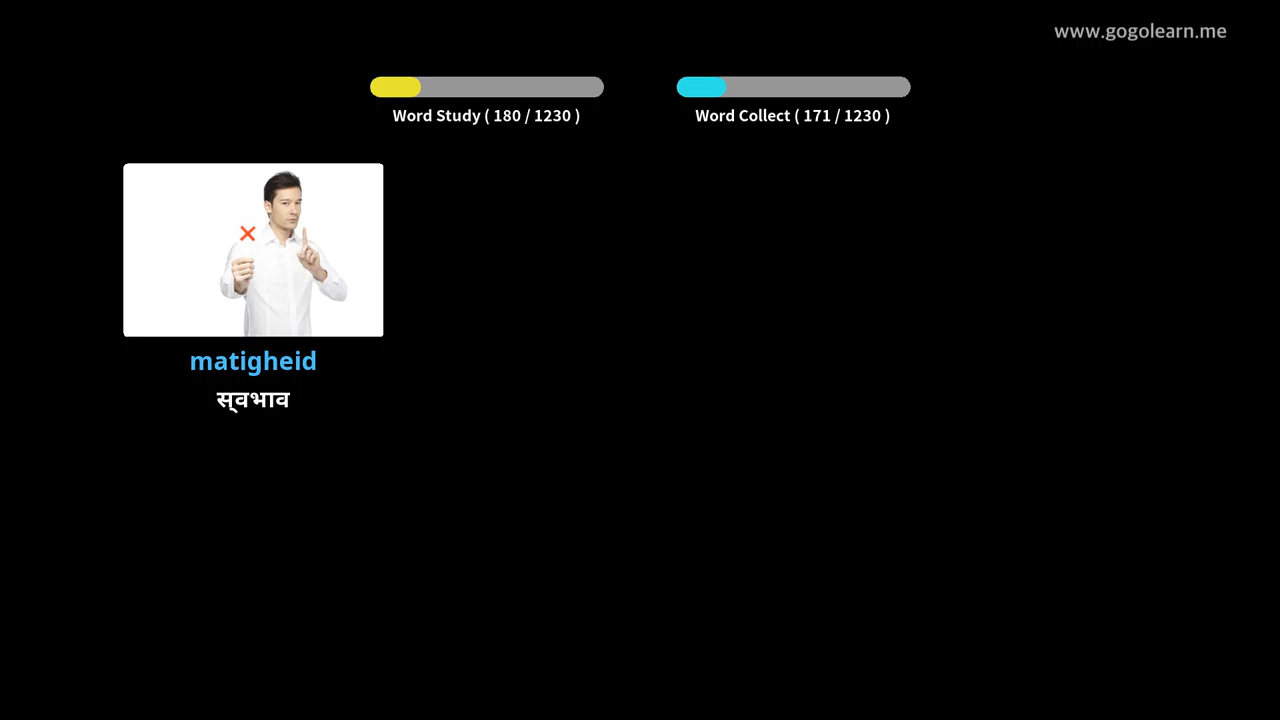 www.gogolearn.me
Word Study ( 180 / 1230 )
Word Collect ( 171 / 1230 )
matigheid
स्वभाव